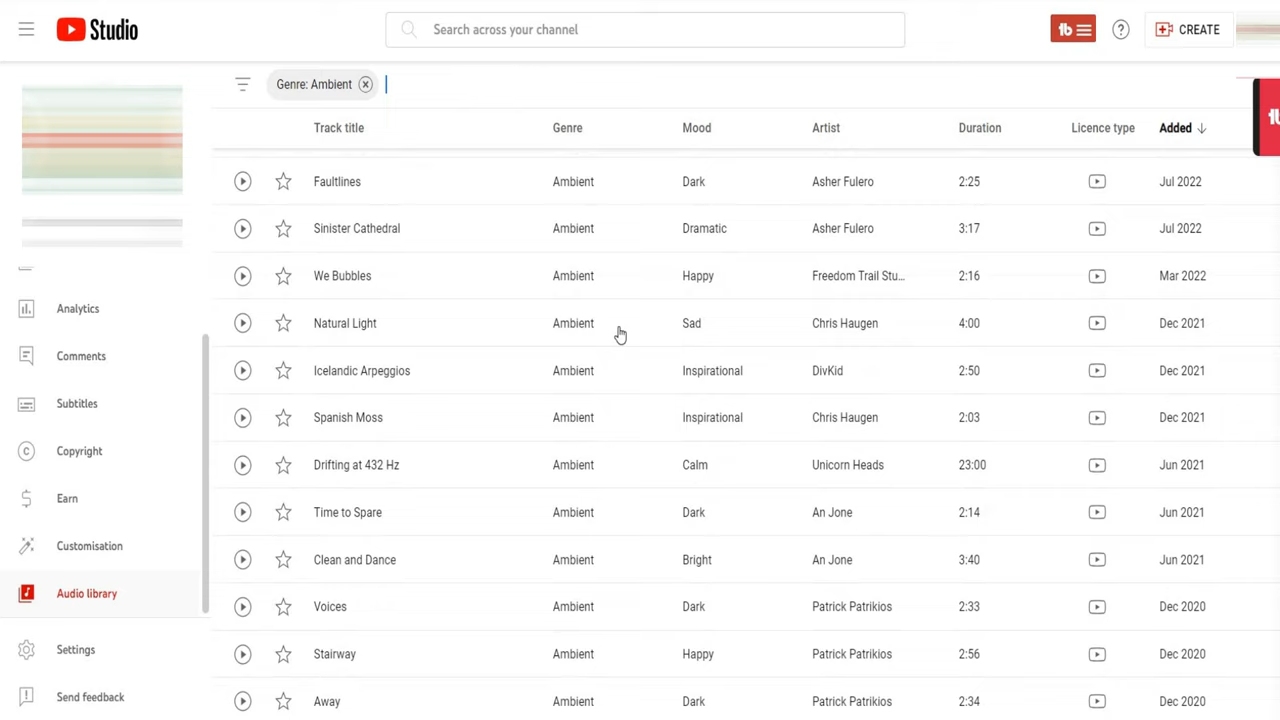 Studio
Search across your channel
CREATE
Genre: Ambient
Track title Genre Mood Artist Duration Licence type Added
Faultlines Ambient Dark Asher Fulero 2:25 Jul 2022
Sinister Cathedral Ambient Dramatic Asher Fulero 3:17 Jul 2022
We Bubbles Ambient Happy Freedom Trail Stu... 2:16 Mar 2022
Natural Light Ambient Sad Chris Haugen 4:00 Dec 2021
Icelandic Arpeggios Ambient Inspirational DivKid 2:50 Dec 2021
Spanish Moss Ambient Inspirational Chris Haugen 2:03 Dec 2021
Drifting at 432 Hz Ambient Calm Unicorn Heads 23:00 Jun 2021
Time to Spare Ambient Dark An Jone 2:14 Jun 2021
Clean and Dance Ambient Bright An Jone 3:40 Jun 2021
Voices Ambient Dark Patrick Patrikios 2:33 Dec 2020
Stairway Ambient Happy Patrick Patrikios 2:56 Dec 2020
Away Ambient Dark Patrick Patrikios 2:34 Dec 2020
Analytics
Comments
Subtitles
Copyright
Earn
Customisation
Audio library
Settings
Send feedback